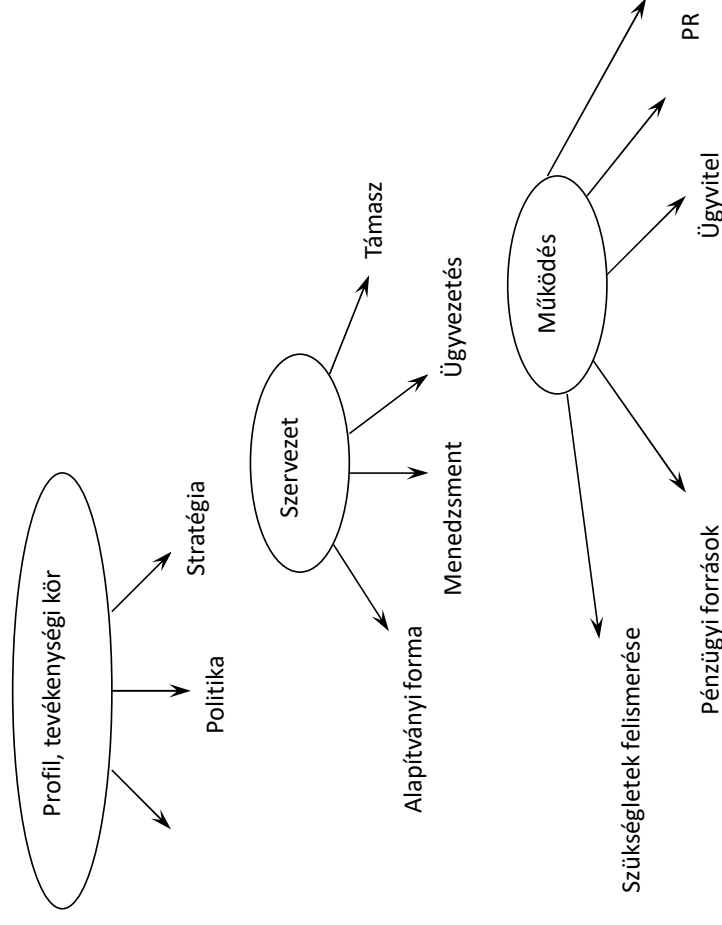 Profil, tevékenységi kör
Politika
Stratégia
Szervezet
Alapítványi forma
Menedzsment
Ügyvezetés
Támasz
Működés
Szükségletek felismerése
Pénzügyi források
Ügyvitel
PR